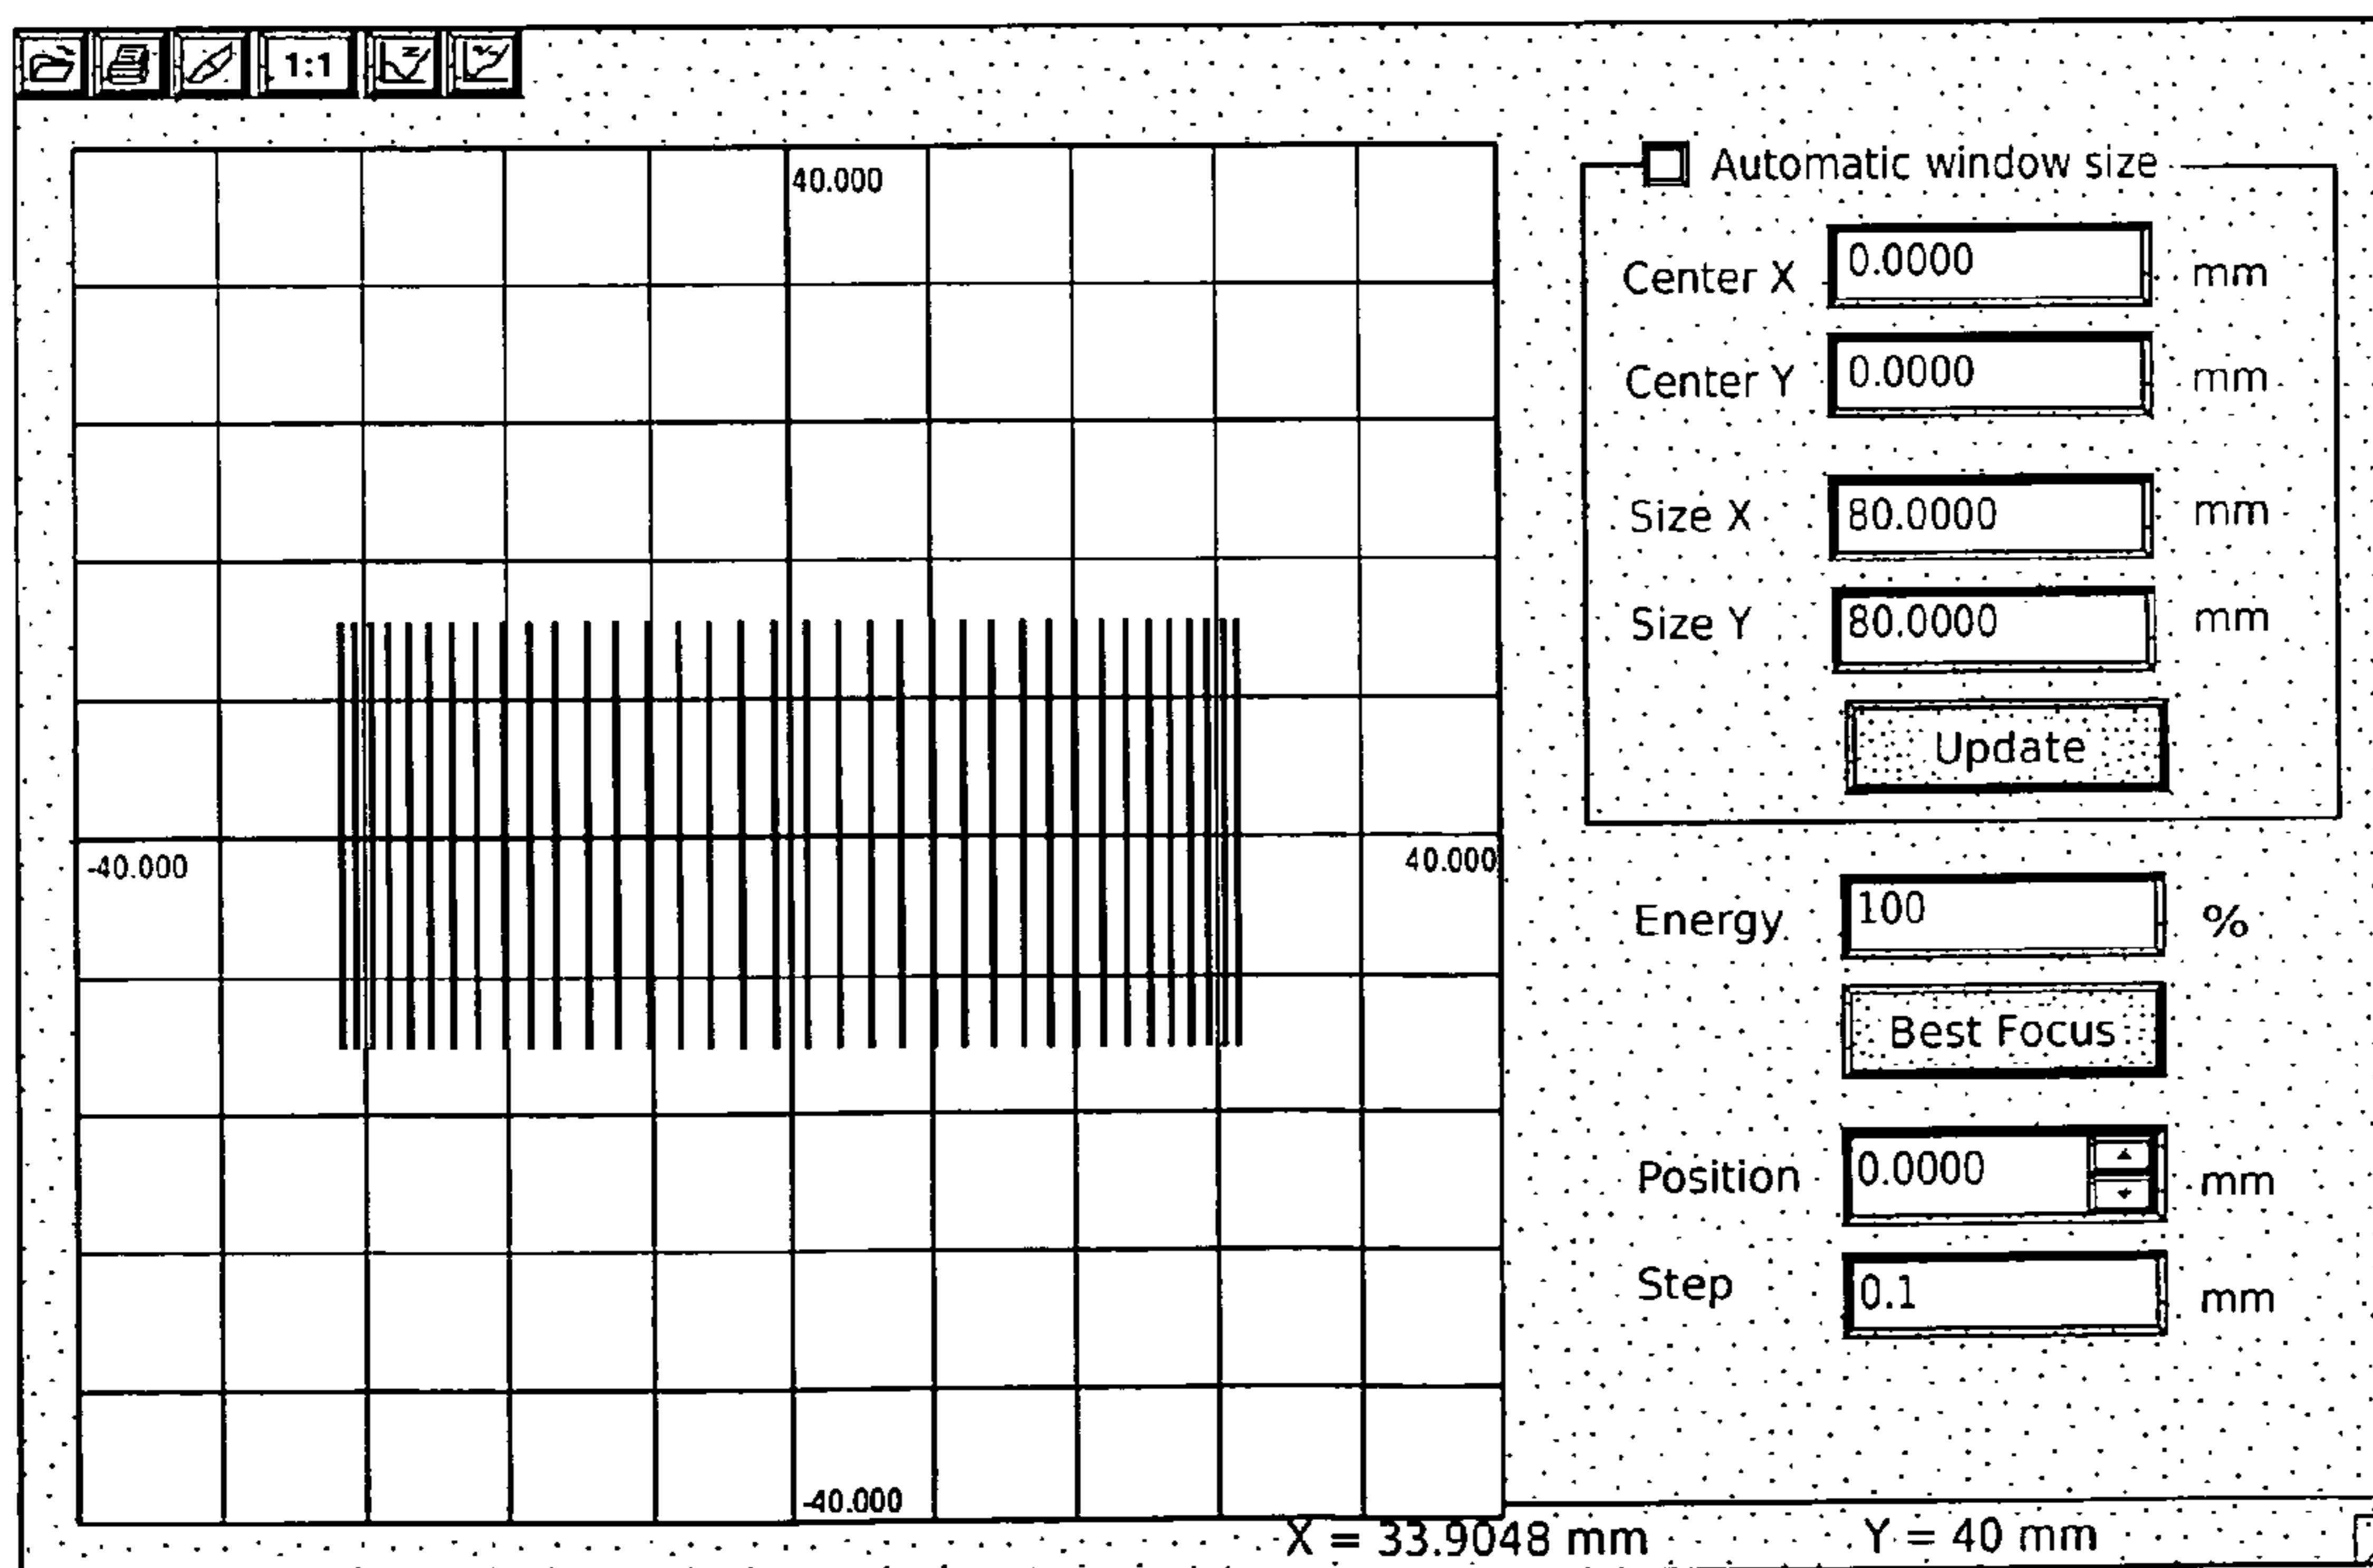 1:1
40.000
-40.000
40.000
-40.000
Automatic window size
Center X 0.0000 mm
Center Y 0.0000 mm
Size X 80.0000 mm
Size Y 80.0000 mm
Update
Energy 100 %
Best Focus
Position 0.0000 mm
Step 0.1 mm
X = 33.9048 mm Y = 40 mm